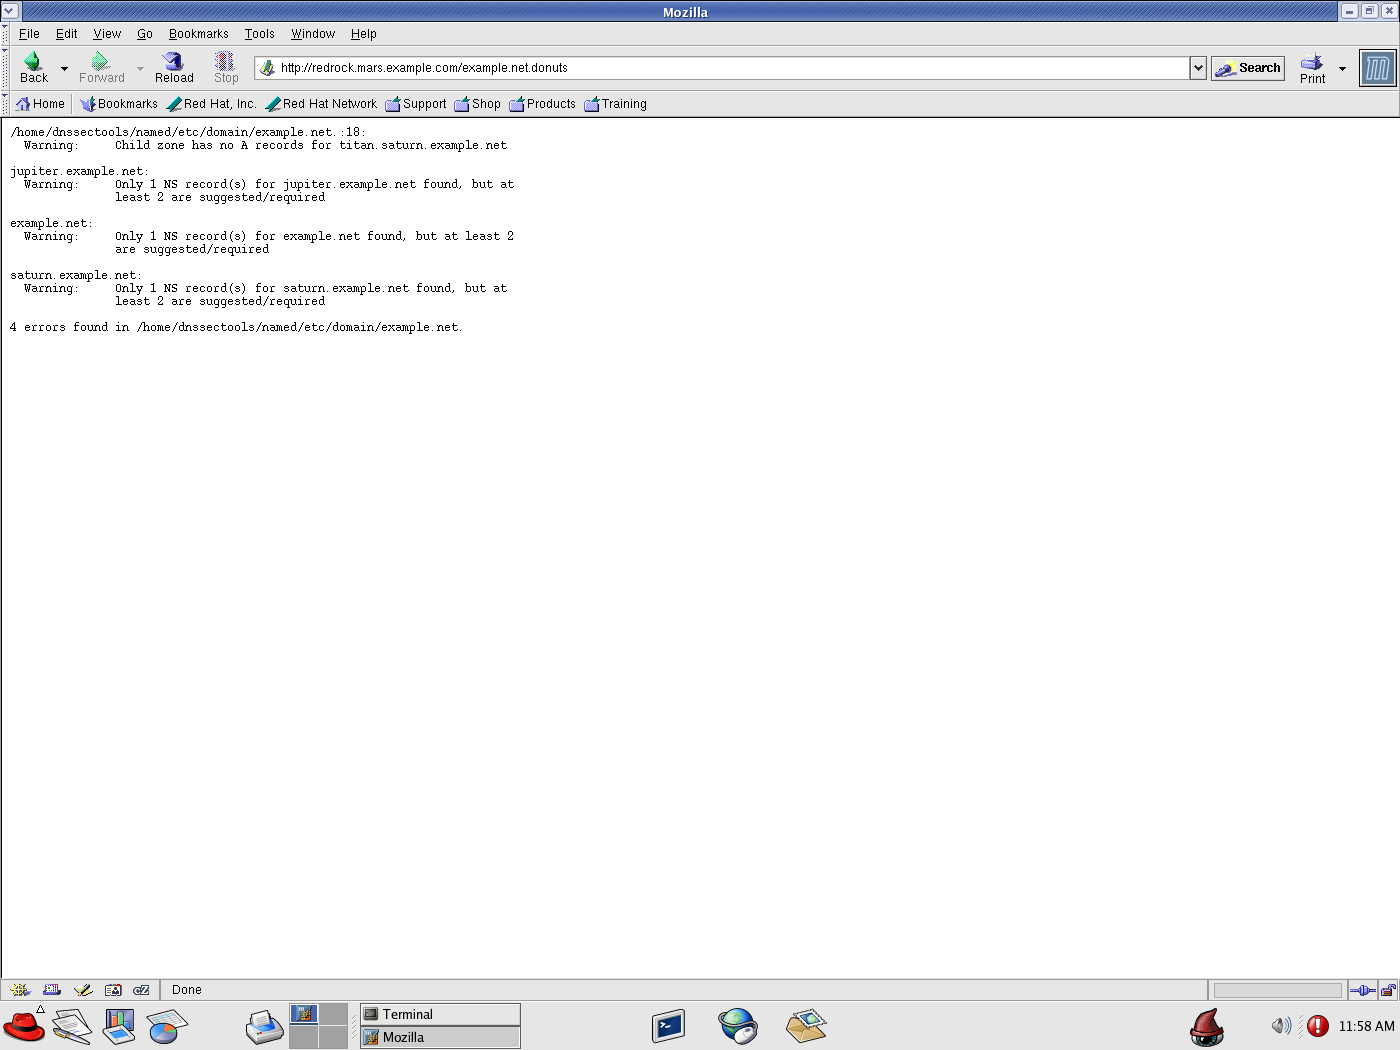 Mozilla
File Edit View Go Bookmarks Tools Window Help
Back Forward Reload Stop http://redrock.mars.example.com/example.net.donuts Search Print
Home Bookmarks Red Hat, Inc. Red Hat Network Support Shop Products Training
/home/dnssectools/named/etc/domain/example.net.:18:
Warning: Child zone has no A records for titan.saturn.example.net
jupiter.example.net:
Warning: Only 1 NS record(s) for jupiter.example.net found, but at
least 2 are suggested/required
example.net:
Warning: Only 1 NS record(s) for example.net found, but at least 2
are suggested/required
saturn.example.net:
Warning: Only 1 NS record(s) for saturn.example.net found, but at
least 2 are suggested/required
4 errors found in /home/dnssectools/named/etc/domain/example.net.
cZ Done
Terminal
Mozilla
11:58 AM